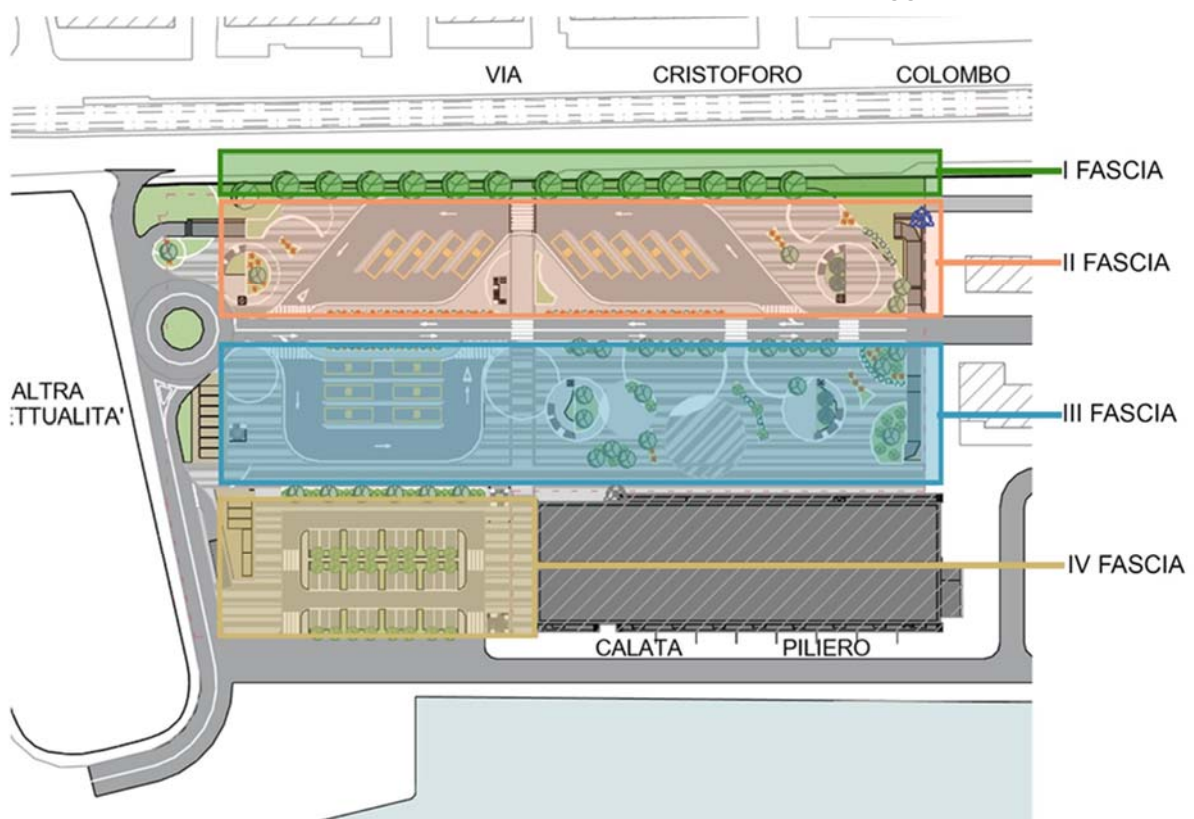 VIA CRISTOFORO COLOMBO
I FASCIA
II FASCIA
ALTRA
ETTUALITA'
III FASCIA
IV FASCIA
CALATA PILIERO